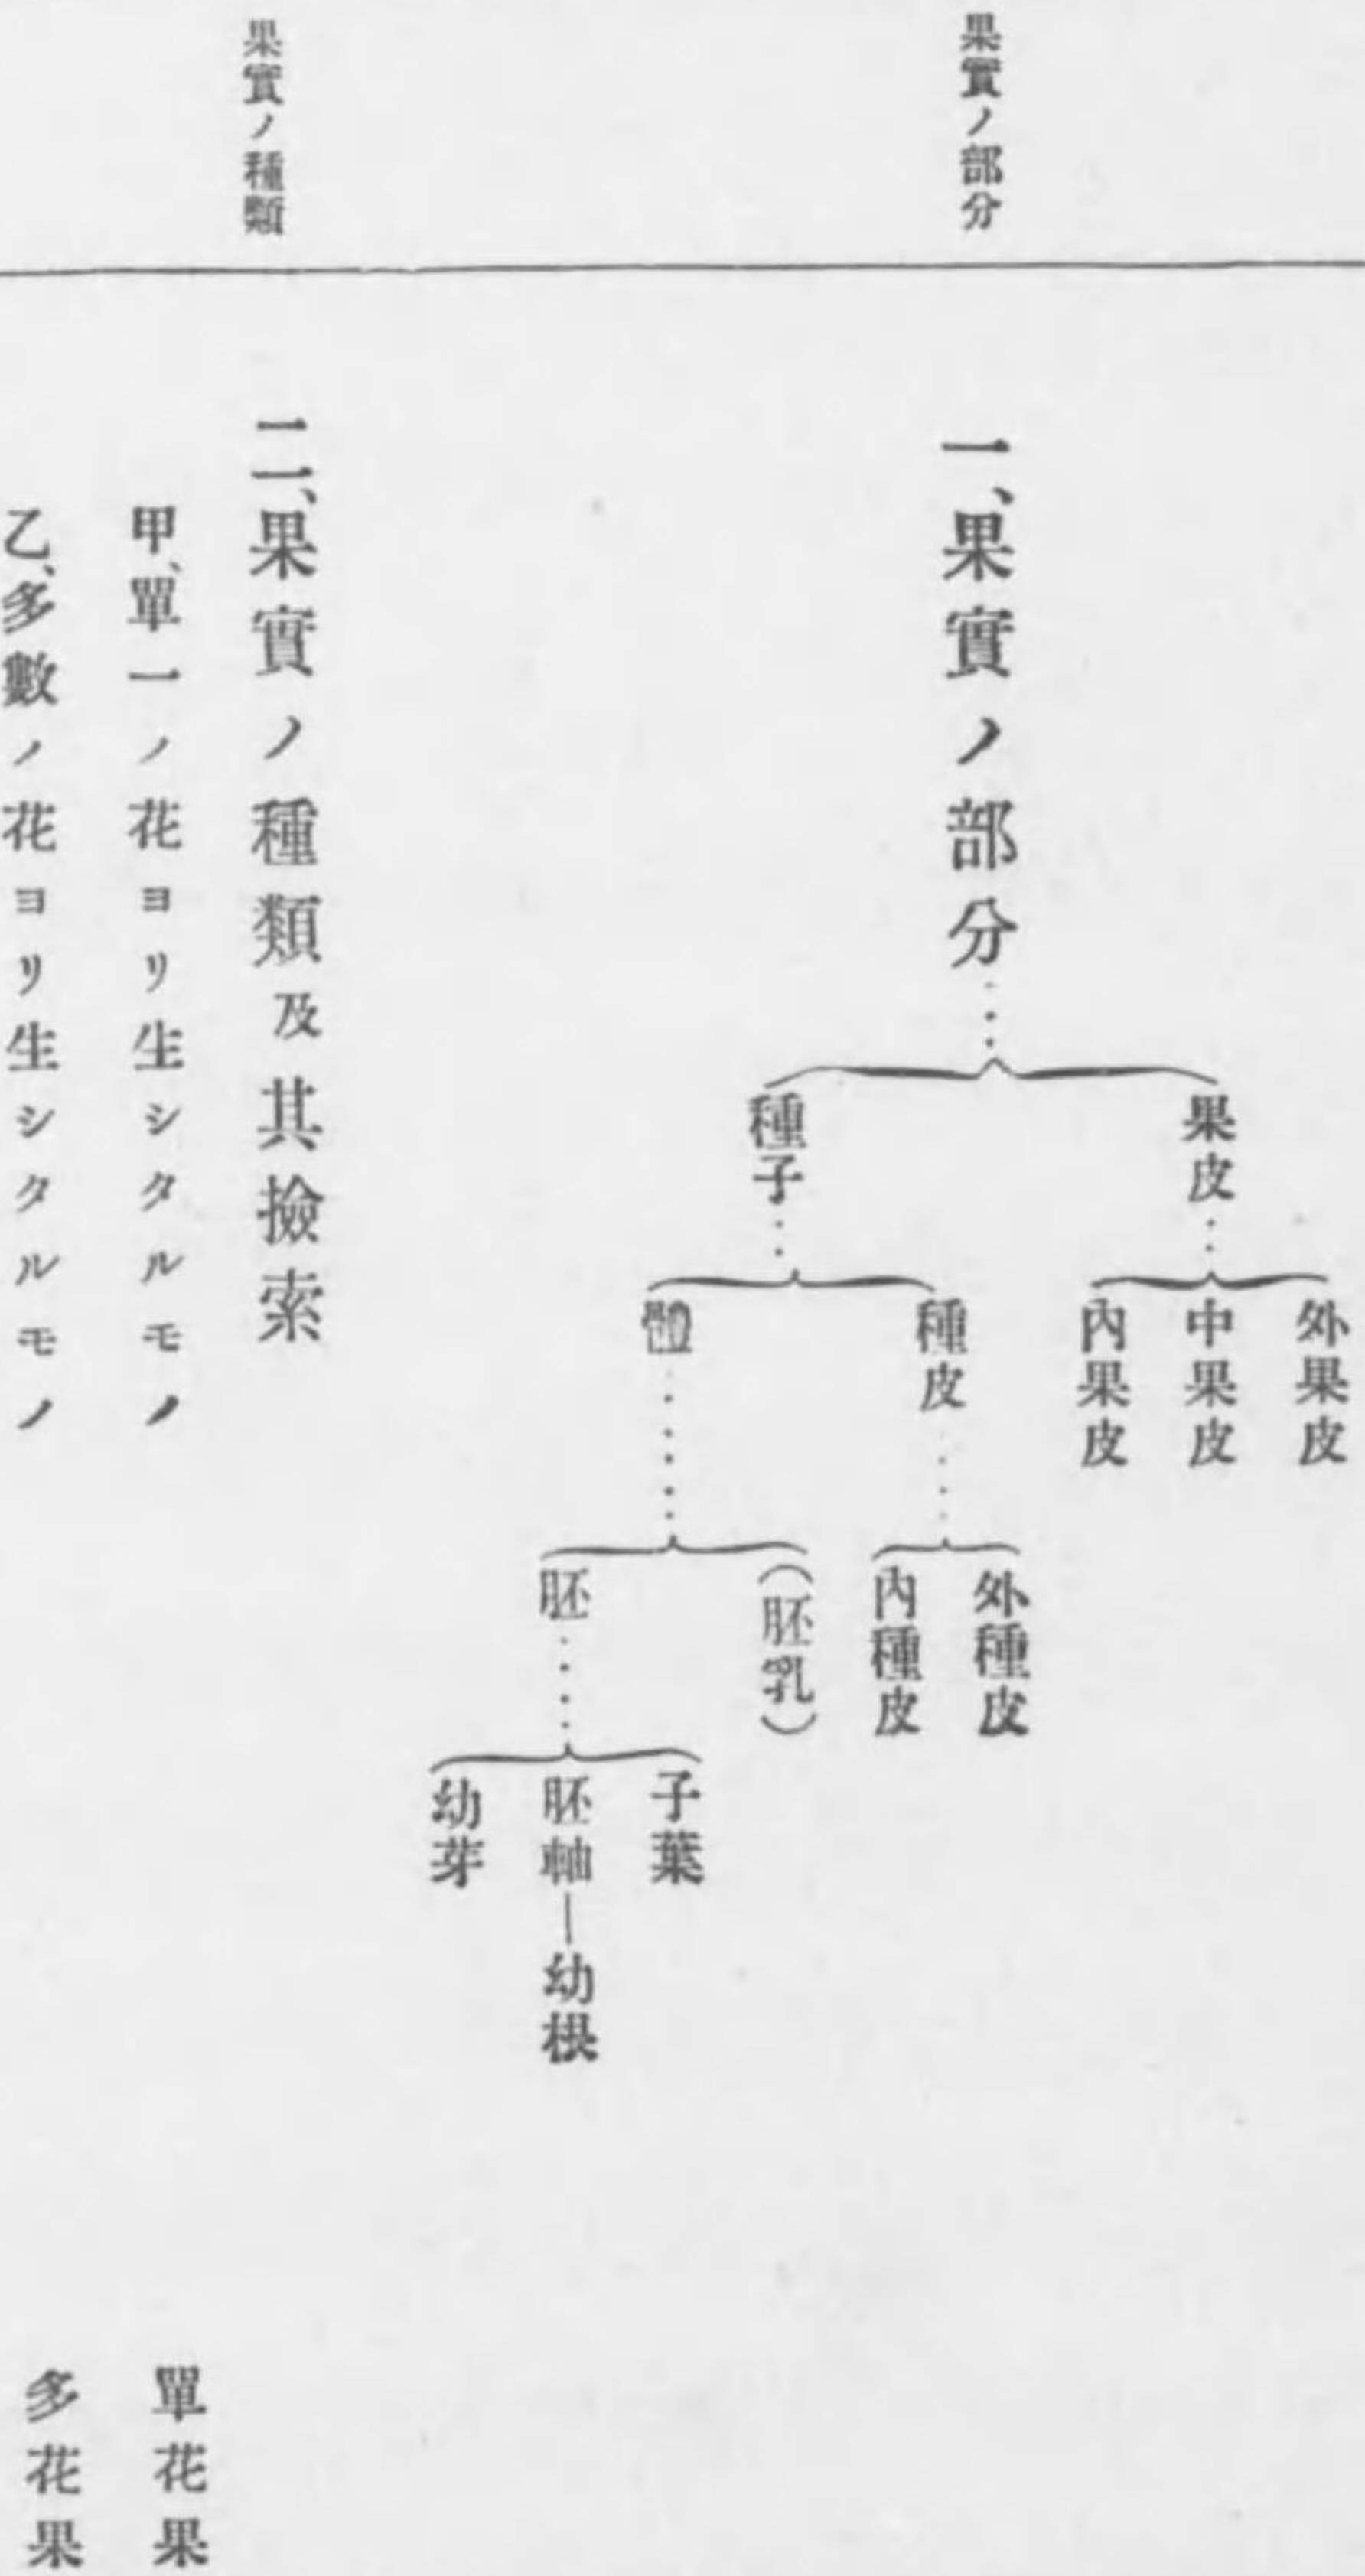 果實ノ部分
一、果實ノ部分
果皮
外果皮
中果皮
內果皮
種子
種皮
外種皮
內種皮
體
(胚乳)
胚
子葉
胚軸—幼根
幼芽
果實ノ種類
二、果實ノ種類及其撿索
甲、單一ノ花ヨリ生シタルモノ 單花果
乙、多數ノ花ヨリ生シタルモノ 多花果